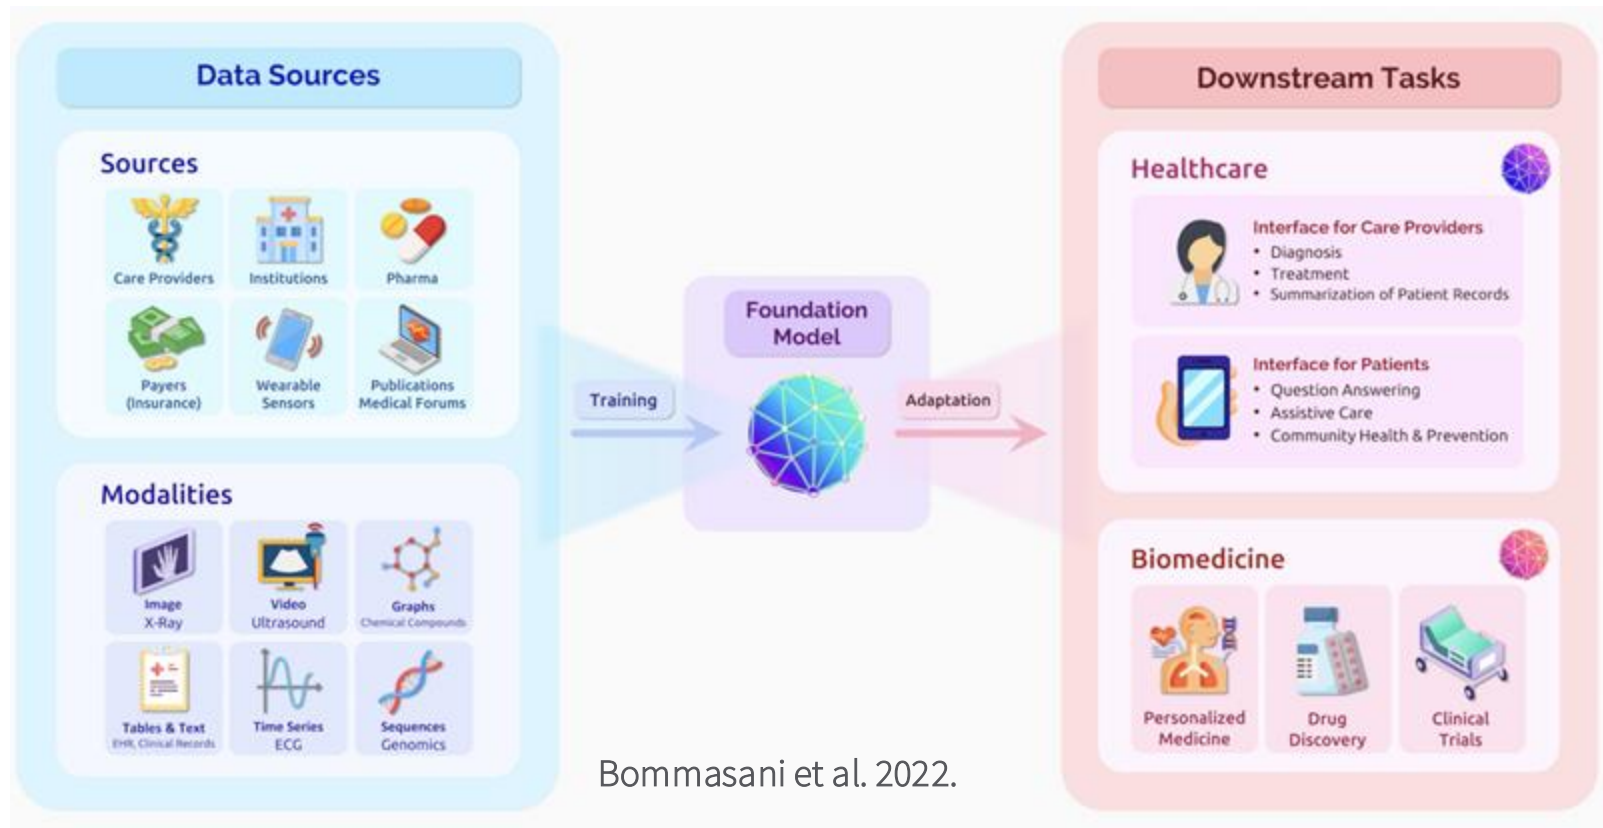 Data Sources
Sources
Care Providers
Institutions
Pharma
Payers
(Insurance)
Wearable
Sensors
Publications
Medical Forums
Modalities
Image
X-Ray
Video
Ultrasound
Graphs
Chemical Compounds
Tables & Text
EHR, Clinical Records
Time Series
ECG
Sequences
Genomics
Training
Foundation
Model
Adaptation
Bommasani et al. 2022.
Downstream Tasks
Healthcare
Interface for Care Providers
• Diagnosis
• Treatment
• Summarization of Patient Records
Interface for Patients
• Question Answering
• Assistive Care
• Community Health & Prevention
Biomedicine
Personalized
Medicine
Drug
Discovery
Clinical
Trials